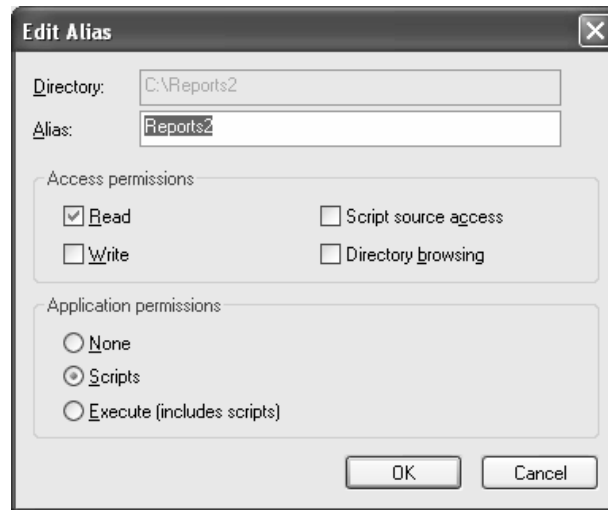 Edit Alias
Directory: C:\Reports2
Alias: Reports2
Access permissions
Read Script source access
Write Directory browsing
Application permissions
None
Scripts
Execute (includes scripts)
OK Cancel